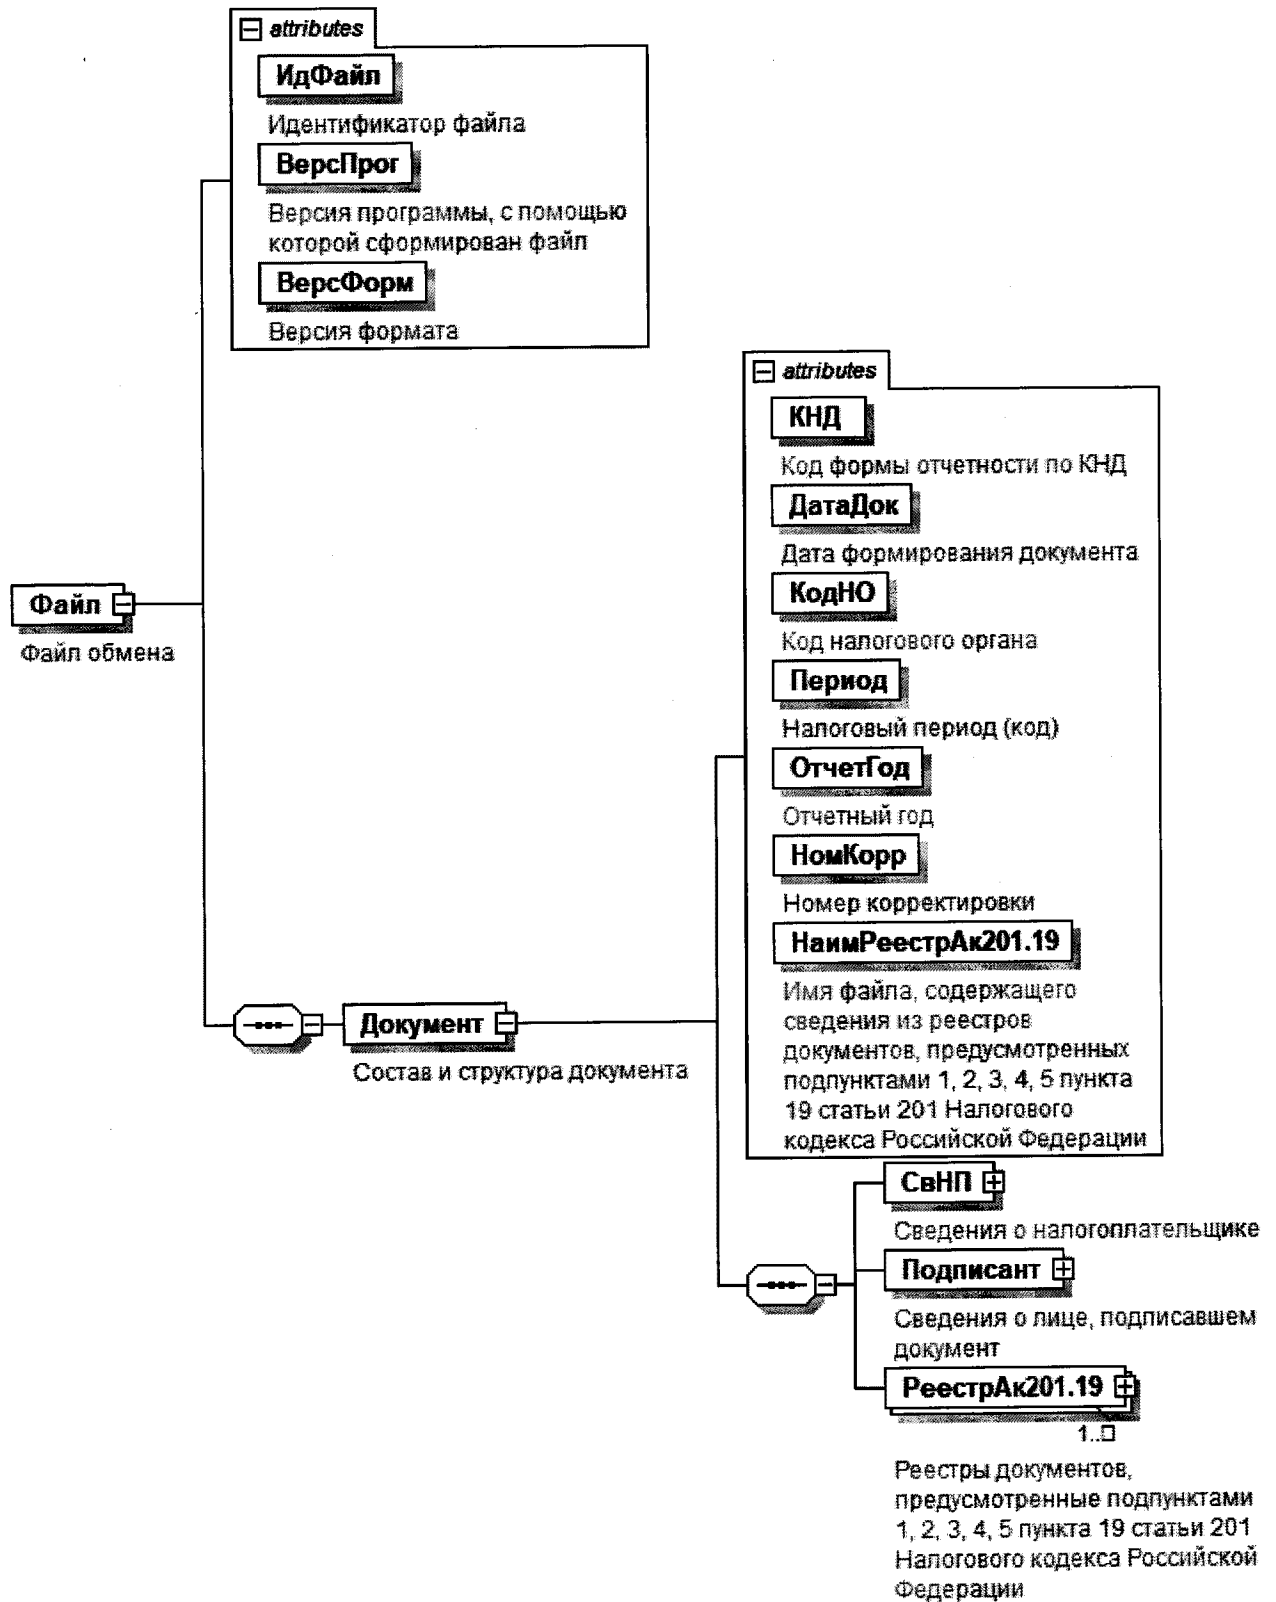 attributes
ИдФайл
Идентификатор файла
ВерсПрог
Версия программы, с помощью
которой сформирован файл
ВерсФорм
Версия формата
Файл
Файл обмена
attributes
КНД
Код формы отчетности по КНД
ДатаДок
Дата формирования документа
КодНО
Код налогового органа
Период
Налоговый период (код)
ОтчетГод
Отчетный год
НомКорр
Номер корректировки
НаимРеестрАк201.19
Имя файла, содержащего
сведения из реестров
документов, предусмотренных
подпунктами 1, 2, 3, 4, 5 пункта
19 статьи 201 Налогового
кодекса Российской Федерации
Документ
Состав и структура документа
СвНП
Сведения о налогоплательщике
Подписант
Сведения о лице, подписавшем
документ
РеестрАк201.19
1..□
Реестры документов,
предусмотренные подпунктами
1, 2, 3, 4, 5 пункта 19 статьи 201
Налогового кодекса Российской
Федерации